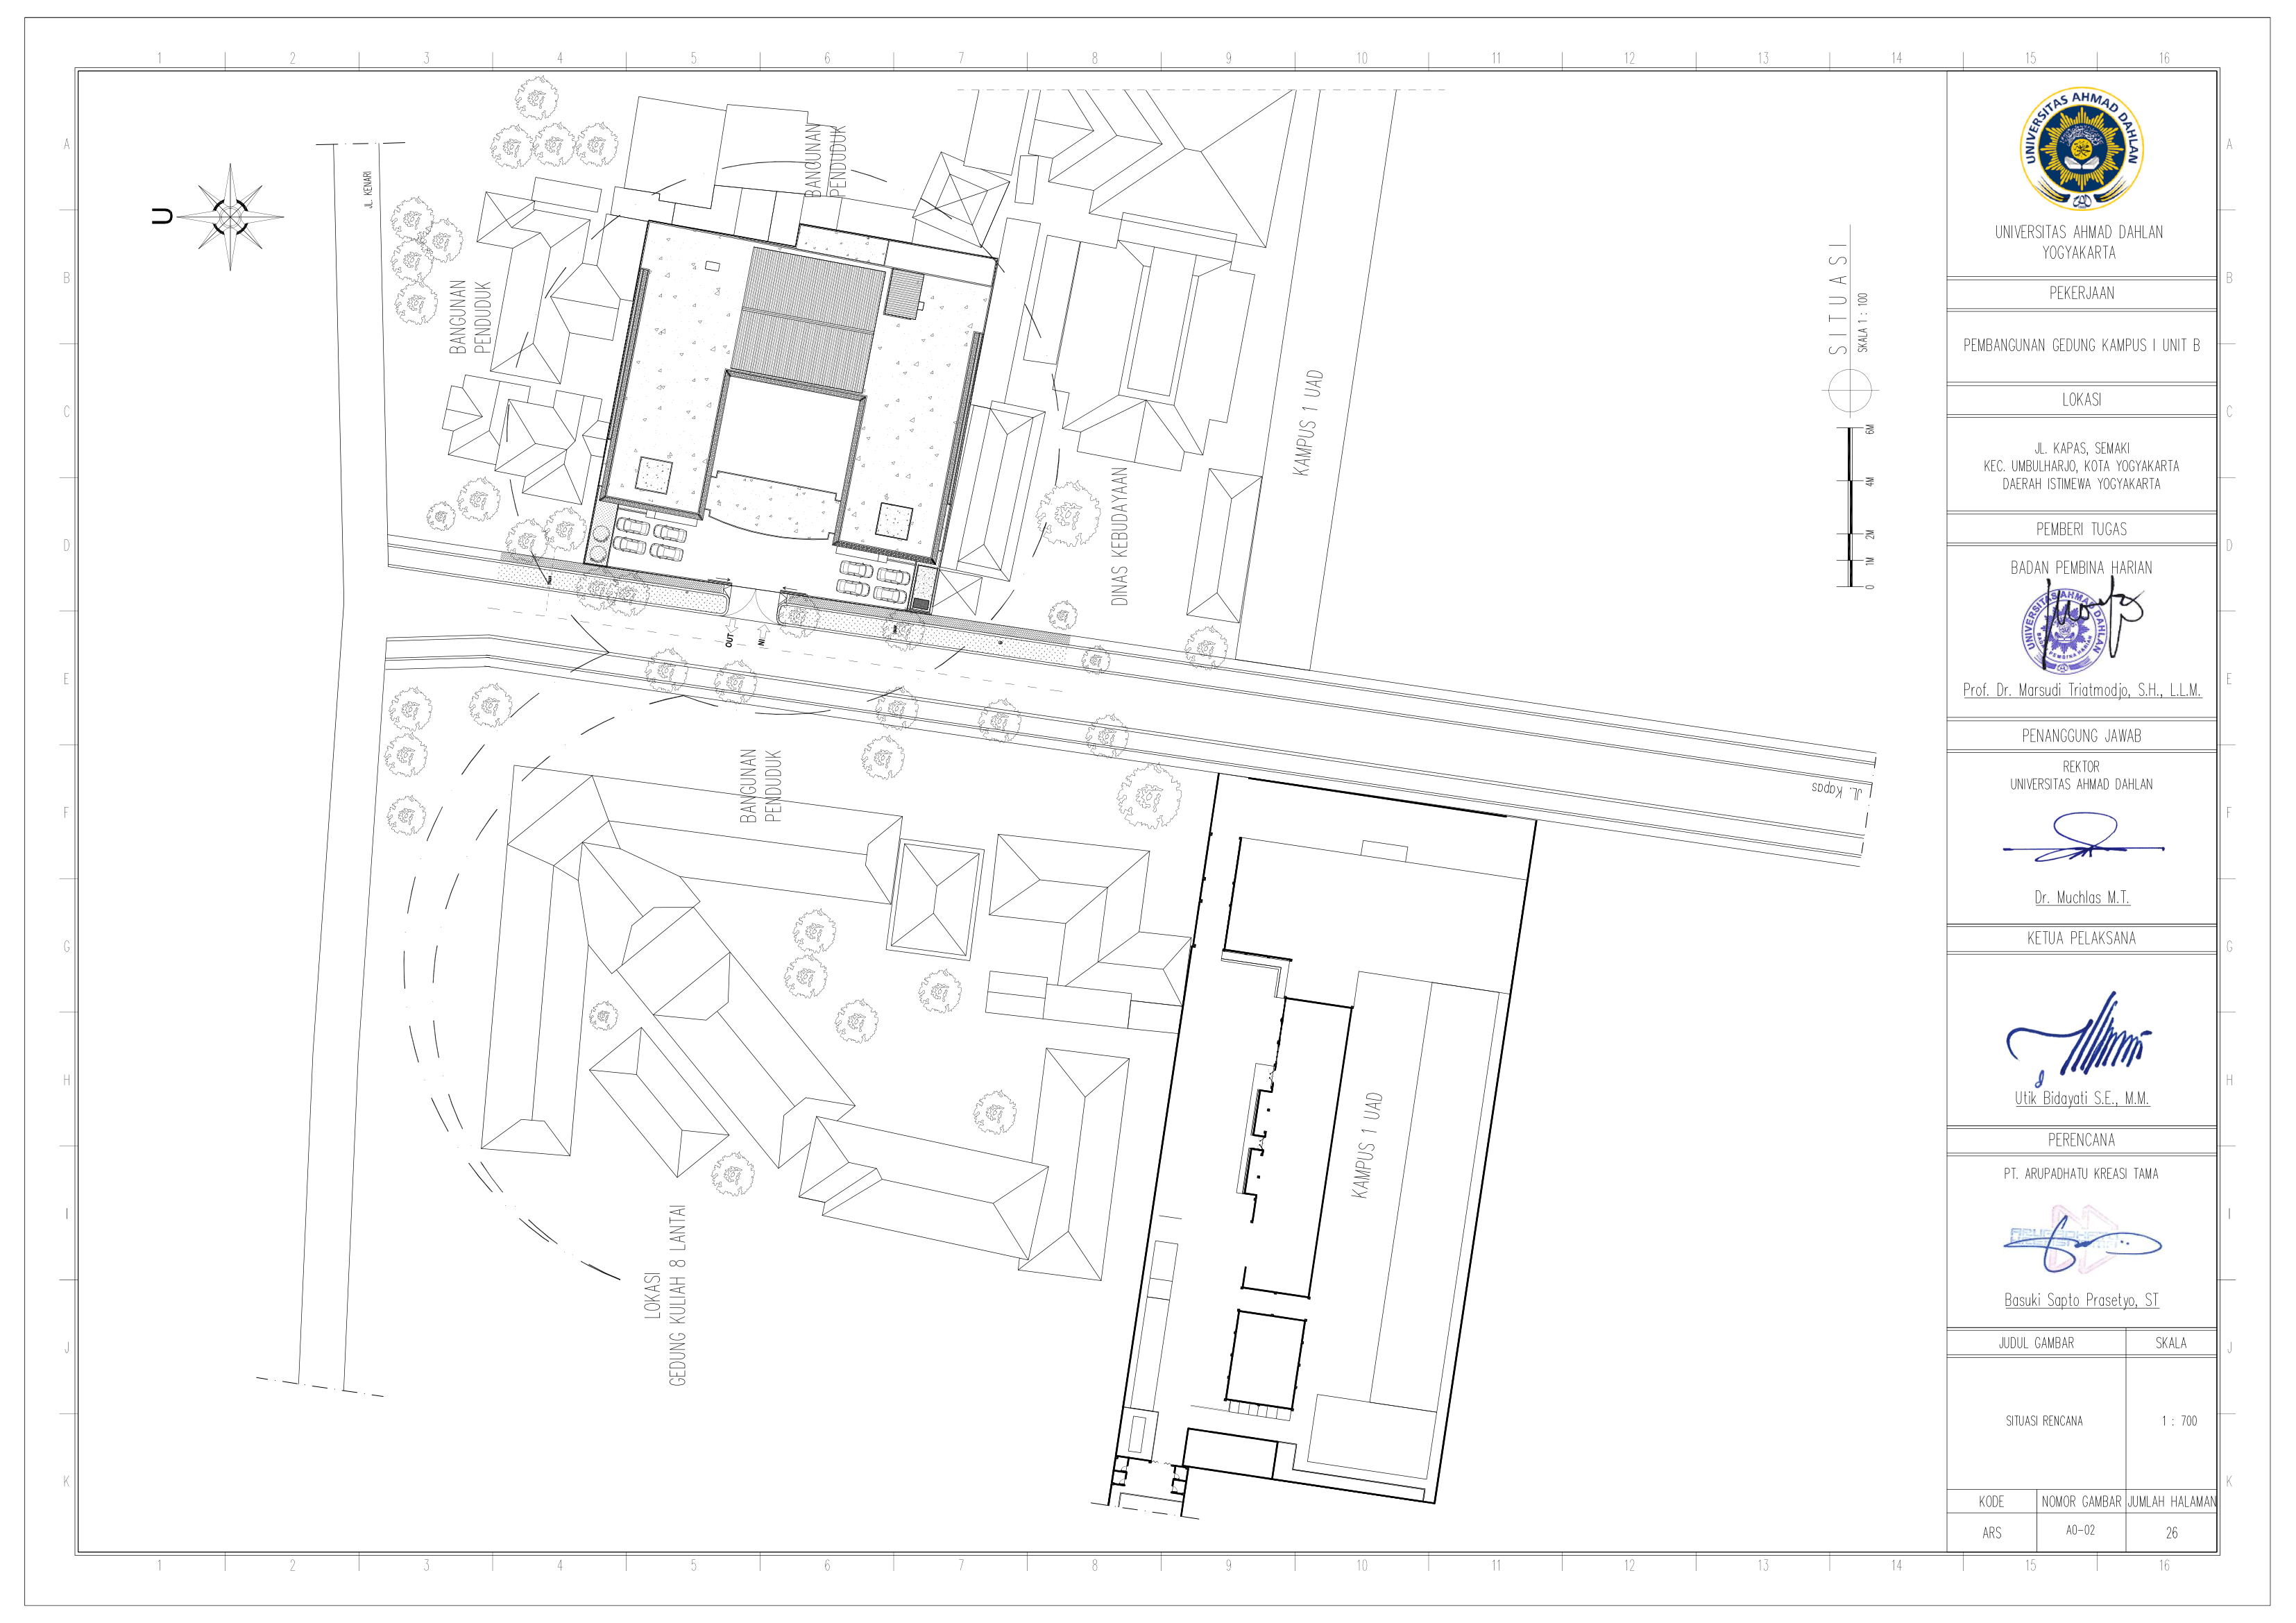 1 2 3 4 5 6 7 8 9 10 11 12 13 14 15 16
A
B
C
D
E
F
G
H
I
J
K
U
JL. KENARI
BANGUNAN
PENDUDUK
BANGUNAN
PENDUDUK
DINAS KEBUDAYAAN
KAMPUS 1 UAD
OUT
IN
BANGUNAN
PENDUDUK
JL. Kapas
LOKASI
GEDUNG KULIAH 8 LANTAI
KAMPUS 1 UAD
SITUASI
SKALA 1 : 100
0 1M 2M 4M 6M
UNIVERSITAS AHMAD DAHLAN
UNIVERSITAS AHMAD DAHLAN
YOGYAKARTA
PEKERJAAN
PEMBANGUNAN GEDUNG KAMPUS I UNIT B
LOKASI
JL. KAPAS, SEMAKI
KEC. UMBULHARJO, KOTA YOGYAKARTA
DAERAH ISTIMEWA YOGYAKARTA
PEMBERI TUGAS
BADAN PEMBINA HARIAN
UNIVERSITAS AHMAD DAHLAN
BADAN PEMBINA HARIAN
Prof. Dr. Marsudi Triatmodjo, S.H., L.L.M.
PENANGGUNG JAWAB
REKTOR
UNIVERSITAS AHMAD DAHLAN
Dr. Muchlas M.T.
KETUA PELAKSANA
Utik Bidayati S.E., M.M.
PERENCANA
PT. ARUPADHATU KREASI TAMA
Basuki Sapto Prasetyo, ST
JUDUL GAMBAR SKALA
SITUASI RENCANA 1 : 700
KODE NOMOR GAMBAR JUMLAH HALAMAN
ARS A0-02 26
A
B
C
D
E
F
G
H
I
J
K
1 2 3 4 5 6 7 8 9 10 11 12 13 14 15 16